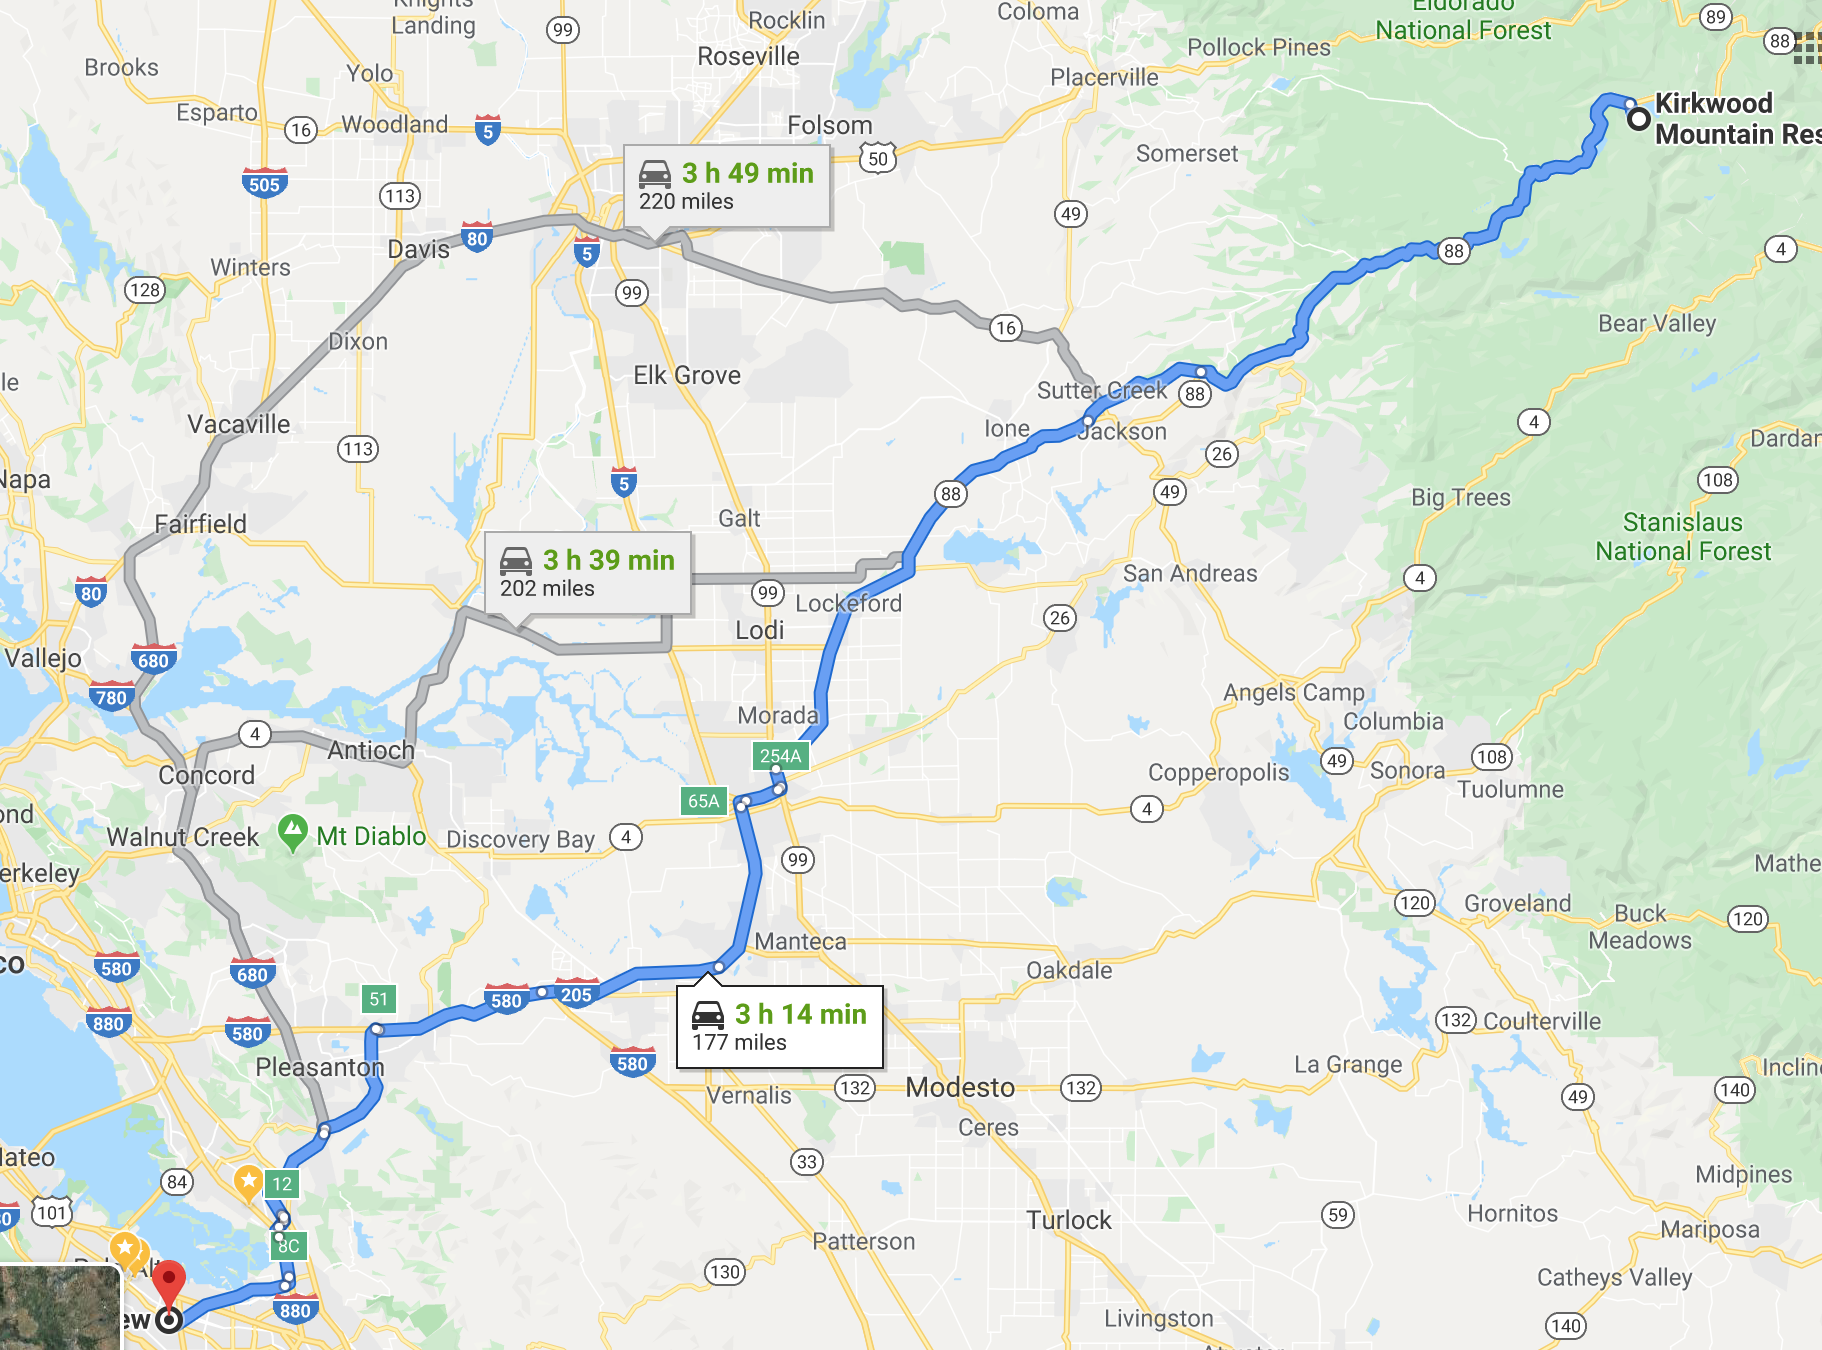 Knights
Landing
99
Rocklin
Coloma
Eldorado
National Forest
89
88
Brooks
Yolo
Roseville
Pollock Pines
Placerville
Kirkwood
Mountain Res
Esparto
16
Woodland
5
Folsom
50
Somerset
505
113
3 h 49 min
220 miles
49
Davis
80
5
88
4
Winters
128
99
16
Bear Valley
Dixon
Elk Grove
Sutter Creek
88
le
Vacaville
113
Ione
Jackson
4
Dardan
26
Napa
5
88
49
Big Trees
108
Fairfield
Galt
Stanislaus
National Forest
3 h 39 min
202 miles
San Andreas
4
80
99
Lockeford
26
Lodi
Vallejo
680
780
Angels Camp
Columbia
Morada
4
Antioch
254A
49
Sonora
108
Concord
Copperopolis
Tuolumne
65A
4
ond
Walnut Creek
Mt Diablo
Discovery Bay
4
99
erkeley
Mathe
120
Groveland
Buck
Meadows
120
Manteca
co
580
680
Oakdale
51
580
205
3 h 14 min
177 miles
880
580
132
Coulterville
Pleasanton
580
La Grange
Inclin
Vernalis
132
Modesto
132
49
140
Ceres
lateo
33
84
12
Midpines
101
80
8C
Turlock
59
Hornitos
Mariposa
Patterson
130
Catheys Valley
880
ew
Livingston
140